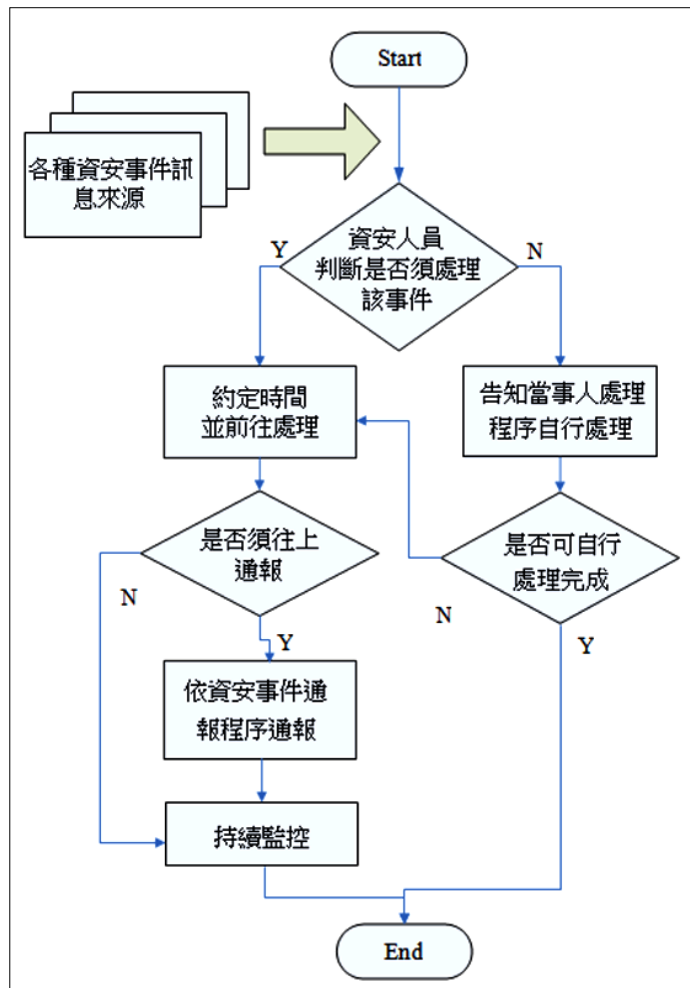 Start
各種資安事件訊
息來源
Y
資安人員
判斷是否須處理
該事件
N
約定時間
並前往處理
告知當事人處理
程序自行處理
是否須往上
通報
是否可自行
處理完成
N
Y
N
Y
依資安事件通
報程序通報
持續監控
End